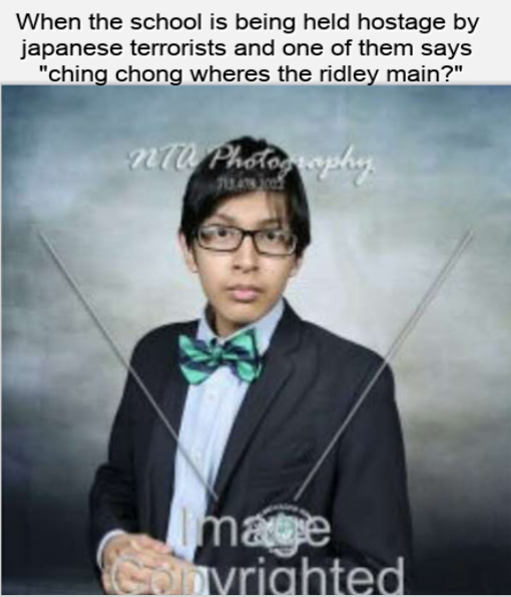 When the school is being held hostage by
japanese terrorists and one of them says
"ching chong wheres the ridley main?"
NTA Photography
Image
Copyrighted